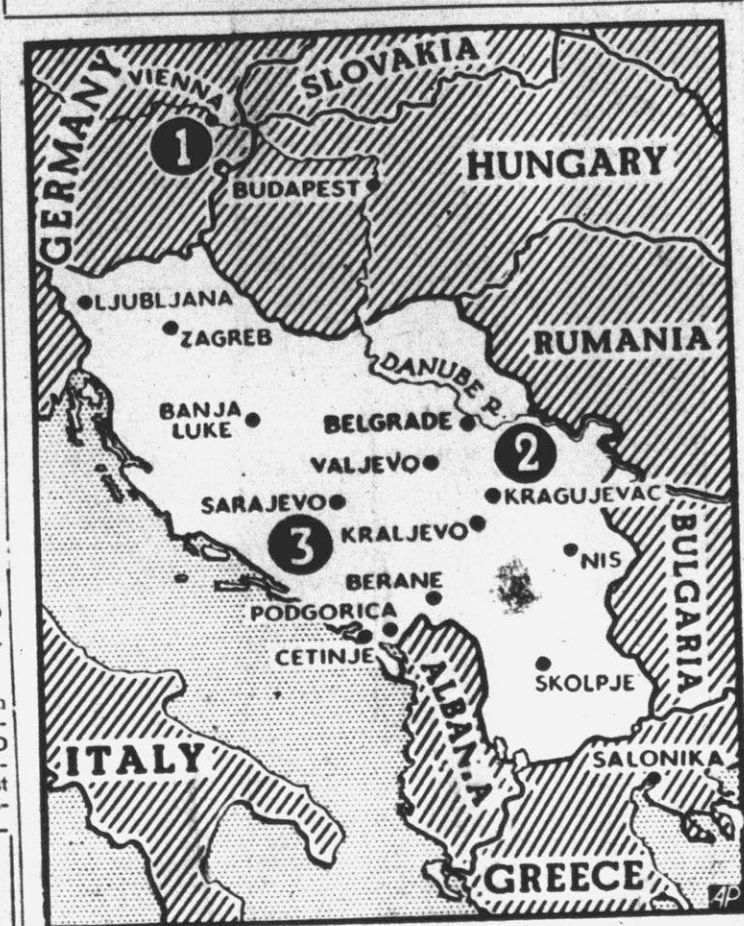 GERMANY
VIENNA
SLOVAKIA
1
BUDAPEST
HUNGARY
LJUBLJANA
ZAGREB
RUMANIA
DANUBE R.
BANJA
LUKE
BELGRADE
2
VALJEVO
SARAJEVO
KRAGUJEVAC
3
KRALJEVO
NIS
BULGARIA
BERANE
PODGORICA
CETINJE
ALBAN.A
SKOLPJE
ITALY
SALONIKA
GREECE
AP